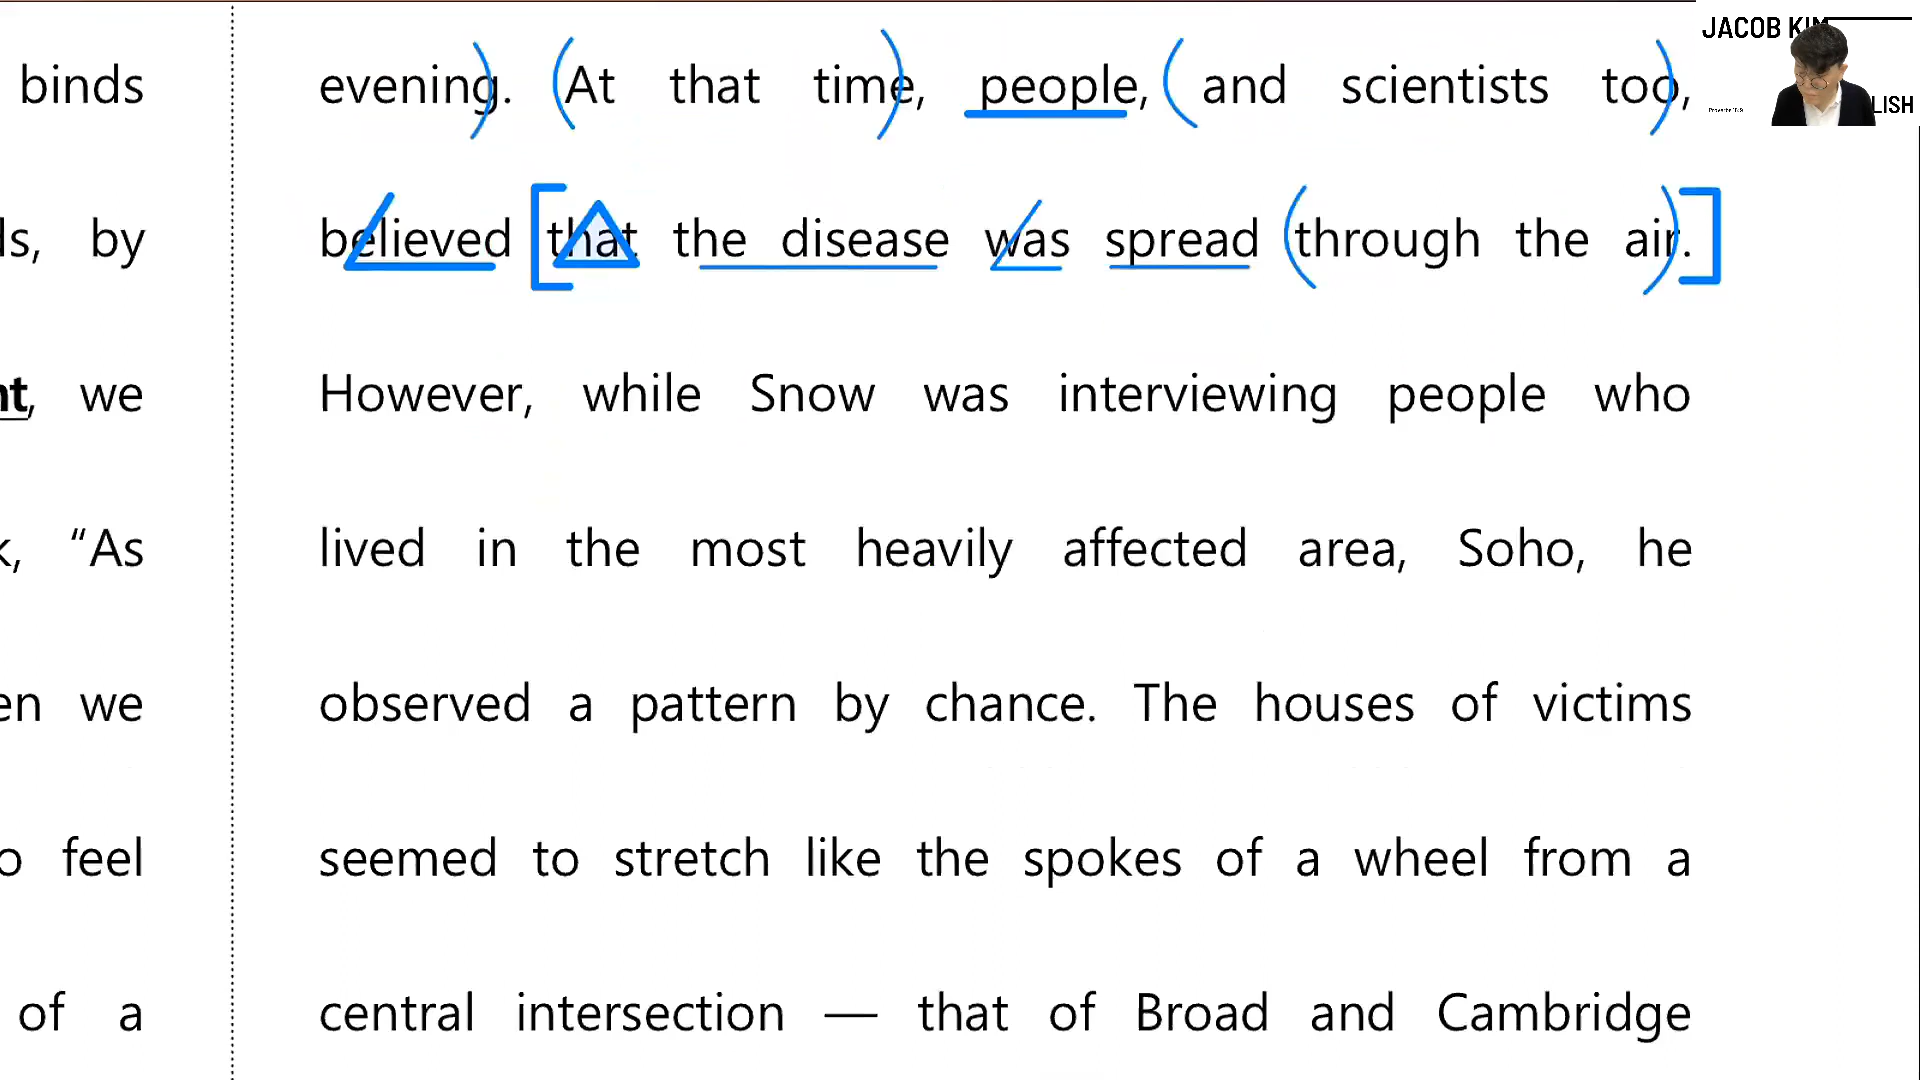 binds
ds, by
nt, we
k, “As
en we
o feel
of a
evening. At that time, people, and scientists too,
believed that the disease was spread through the air.
However, while Snow was interviewing people who
lived in the most heavily affected area, Soho, he
observed a pattern by chance. The houses of victims
seemed to stretch like the spokes of a wheel from a
central intersection — that of Broad and Cambridge
JACOB KIM
LISH